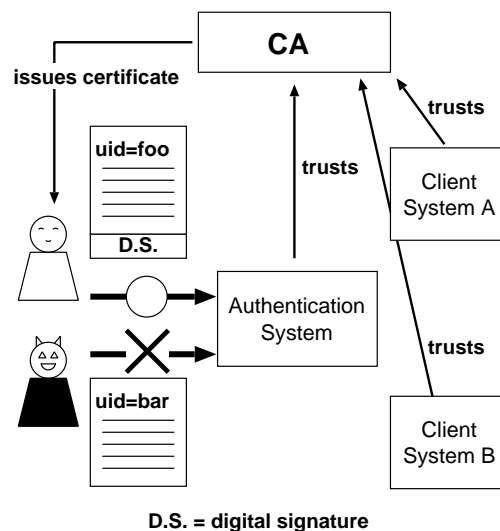 CA
issues certificate
uid=foo
D.S.
trusts
trusts
Client
System A
Authentication
System
trusts
uid=bar
Client
System B
D.S. = digital signature